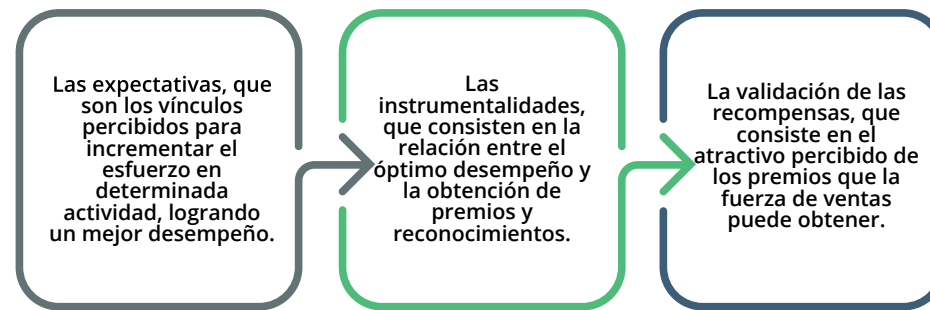 Las expectativas, que
son los vínculos
percibidos para
incrementar el
esfuerzo en
determinada
actividad, logrando
un mejor desempeño.
Las
instrumentalidades,
que consisten en la
relación entre el
óptimo desempeño y
la obtención de
premios y
reconocimientos.
La validación de las
recompensas, que
consiste en el
atractivo percibido de
los premios que la
fuerza de ventas
puede obtener.